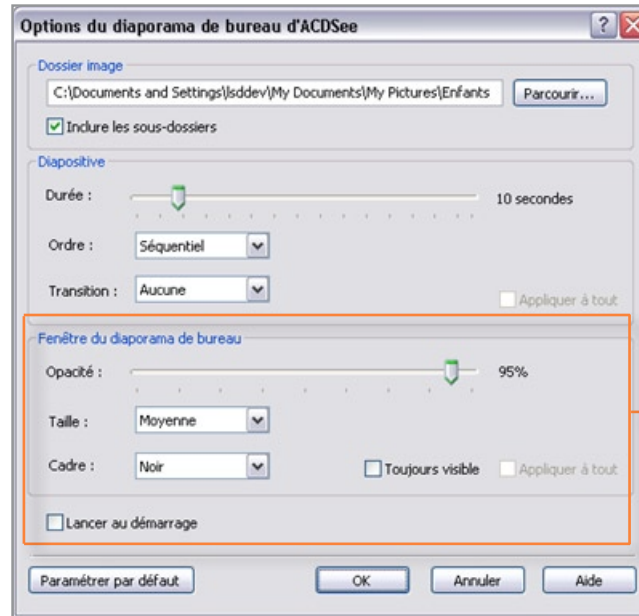 Options du diaporama de bureau d'ACDSee
Dossier image
C:\Documents and Settings\lsddev\My Documents\My Pictures\Enfants
Parcourir...
Inclure les sous-dossiers
Diapositive
Durée :
10 secondes
Ordre :
Séquentiel
Transition :
Aucune
Appliquer à tout
Fenêtre du diaporama de bureau
Opacité :
95%
Taille :
Moyenne
Cadre :
Noir
Toujours visible
Appliquer à tout
Lancer au démarrage
Paramétrer par défaut
OK
Annuler
Aide